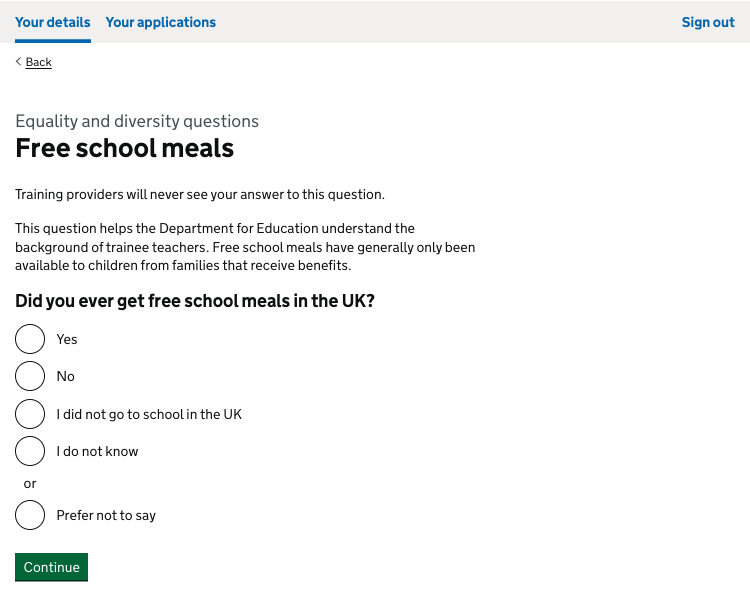 Your details Your applications Sign out
Back
Equality and diversity questions
Free school meals
Training providers will never see your answer to this question.
This question helps the Department for Education understand the
background of trainee teachers. Free school meals have generally only been
available to children from families that receive benefits.
Did you ever get free school meals in the UK?
Yes
No
I did not go to school in the UK
I do not know
or
Prefer not to say
Continue